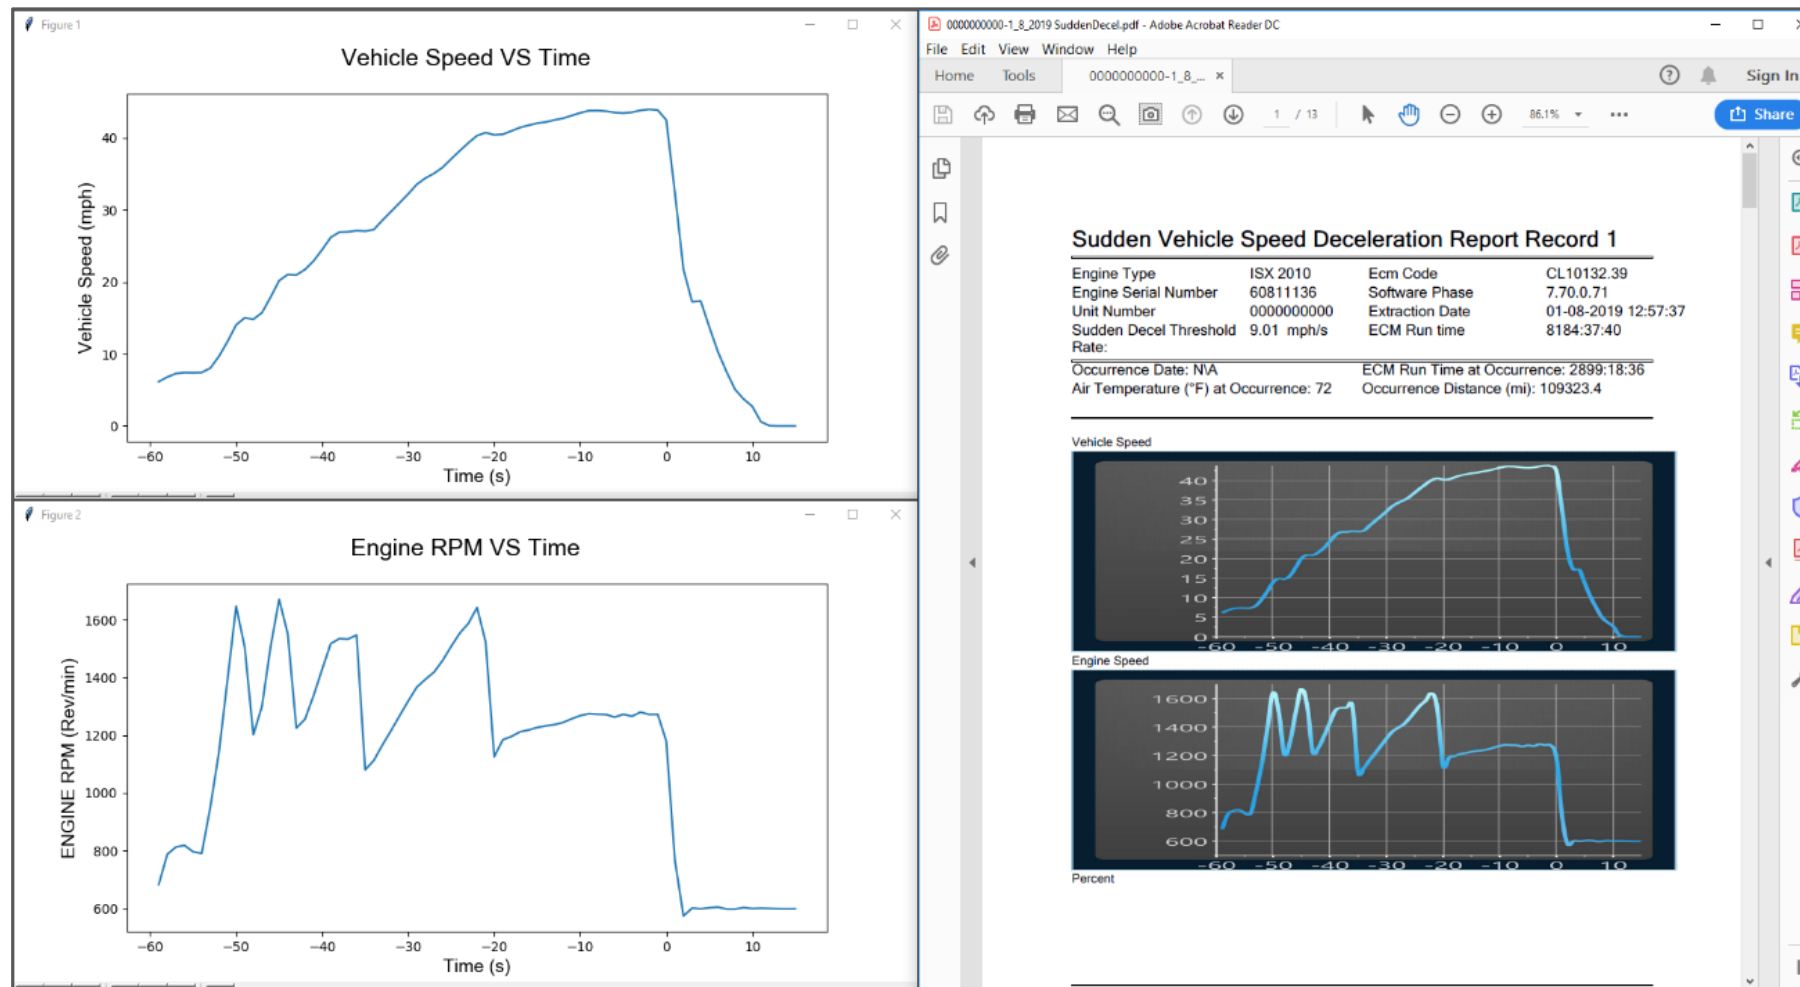 Figure 1
Vehicle Speed VS Time
Vehicle Speed (mph)
40
30
20
10
0
−60 −50 −40 −30 −20 −10 0 10
Time (s)
Figure 2
Engine RPM VS Time
ENGINE RPM (Rev/min)
1600
1400
1200
1000
800
600
−60 −50 −40 −30 −20 −10 0 10
Time (s)
0000000000-1_8_2019 SuddenDecel.pdf - Adobe Acrobat Reader DC
File Edit View Window Help
Home Tools 0000000000-1_8_... × Sign In
1 / 13 86.1% Share
Sudden Vehicle Speed Deceleration Report Record 1
Engine Type ISX 2010 Ecm Code CL10132.39
Engine Serial Number 60811136 Software Phase 7.70.0.71
Unit Number 0000000000 Extraction Date 01-08-2019 12:57:37
Sudden Decel Threshold 9.01 mph/s ECM Run time 8184:37:40
Rate:
Occurrence Date: N\A ECM Run Time at Occurrence: 2899:18:36
Air Temperature (°F) at Occurrence: 72 Occurrence Distance (mi): 109323.4
Vehicle Speed
40
35
30
25
20
15
10
5
0
-60 -50 -40 -30 -20 -10 0 10
Engine Speed
1600
1400
1200
1000
800
600
-60 -50 -40 -30 -20 -10 0 10
Percent